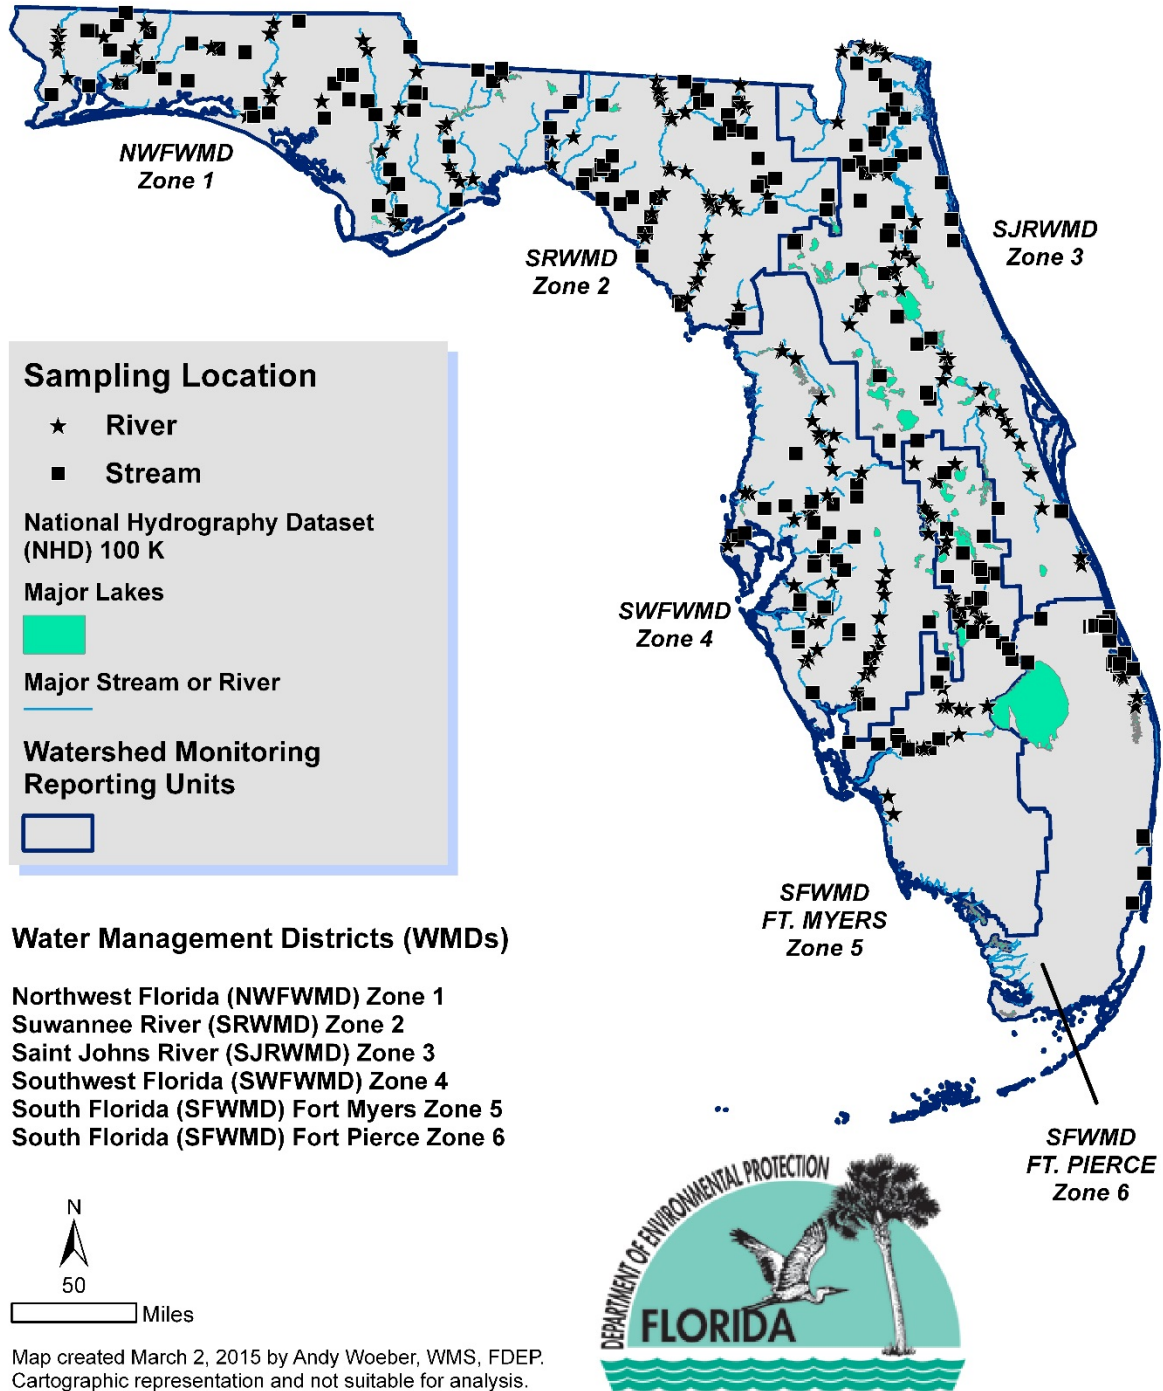 NWFWMD
Zone 1
SRWMD
Zone 2
SJRWMD
Zone 3
Sampling Location
River
Stream
National Hydrography Dataset
(NHD) 100 K
Major Lakes
Major Stream or River
Watershed Monitoring
Reporting Units
SWFWMD
Zone 4
SFWMD
FT. MYERS
Zone 5
SFWMD
FT. PIERCE
Zone 6
Water Management Districts (WMDs)
Northwest Florida (NWFWMD) Zone 1
Suwannee River (SRWMD) Zone 2
Saint Johns River (SJRWMD) Zone 3
Southwest Florida (SWFWMD) Zone 4
South Florida (SFWMD) Fort Myers Zone 5
South Florida (SFWMD) Fort Pierce Zone 6
N
50
Miles
Map created March 2, 2015 by Andy Woeber, WMS, FDEP.
Cartographic representation and not suitable for analysis.
DEPARTMENT OF ENVIRONMENTAL PROTECTION
FLORIDA